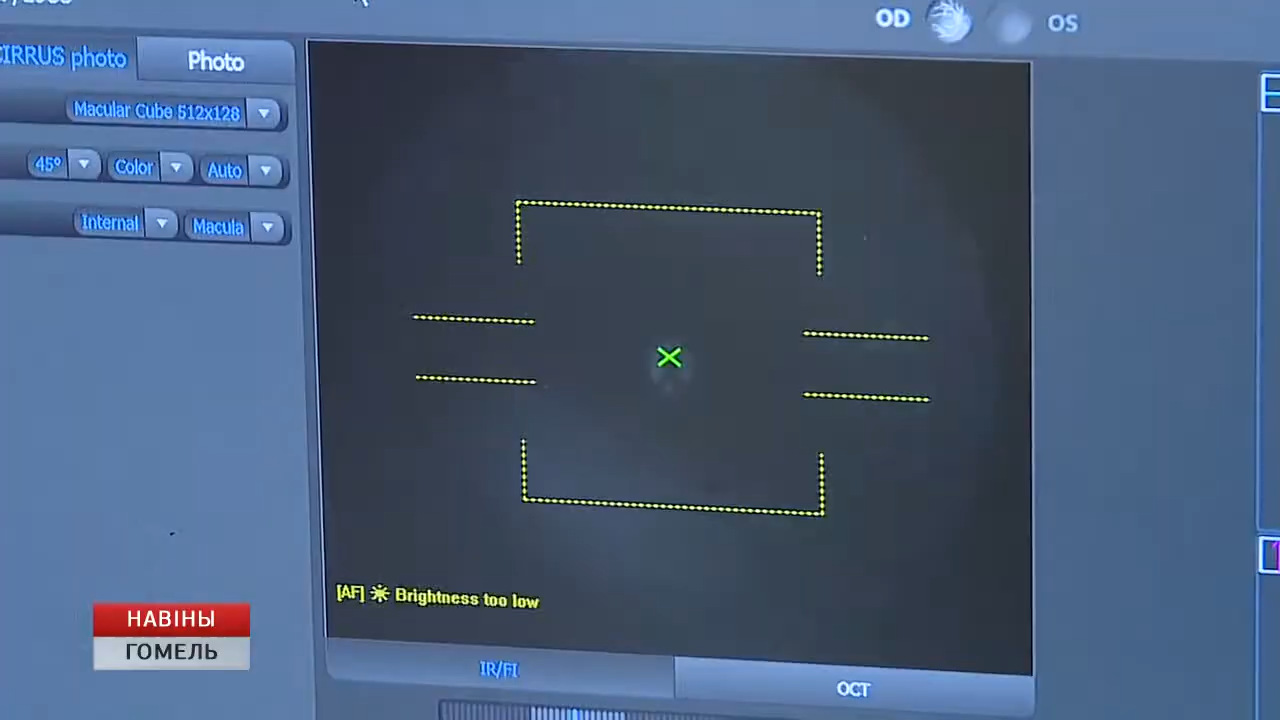 OD OS
CIRRUS photo Photo
Macular Cube 512x128
45° Color Auto
Internal Macula
[AF] Brightness too low
НАВІНЫ
ГОМЕЛЬ
IR/FI OCT